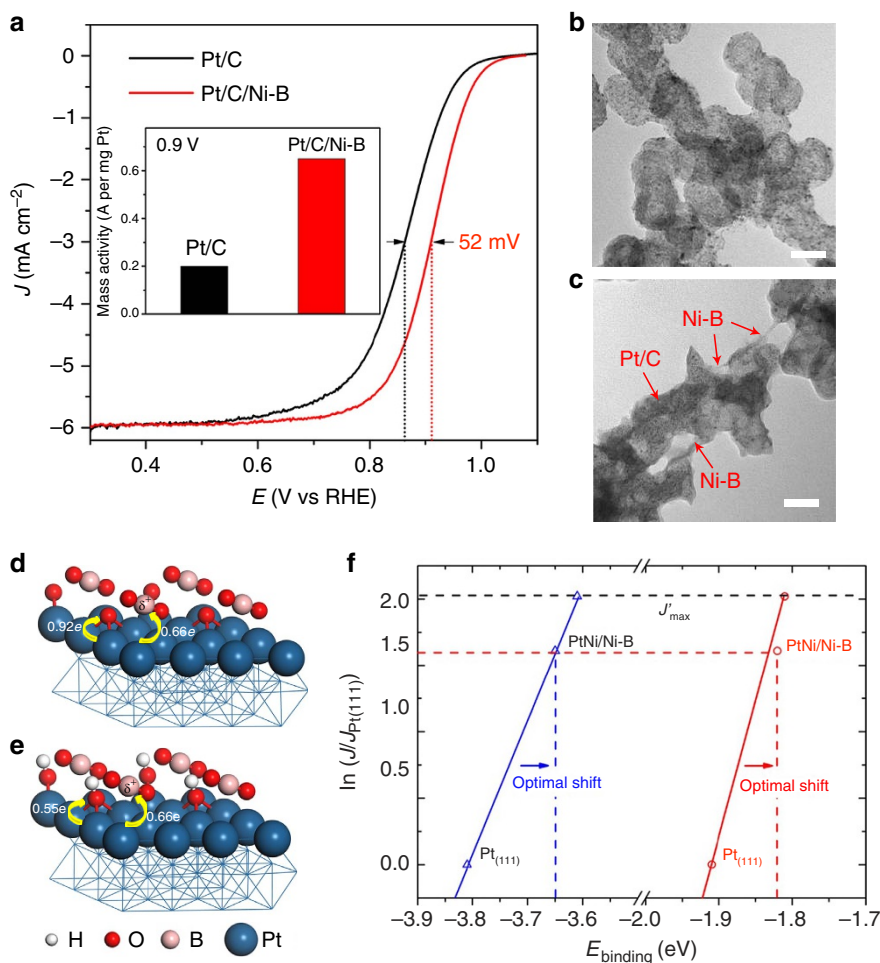 a
Pt/C
Pt/C/Ni-B
0
−1
−2
−3
−4
−5
−6
J (mA cm−2)
0.4
0.6
0.8
1.0
E (V vs RHE)
52 mV
0.9 V
Pt/C/Ni-B
Pt/C
Mass activity (A per mg Pt)
0.6
0.4
0.2
0.0
b
c
Ni-B
Pt/C
Ni-B
d
δ+
0.92e
0.66e
e
δ+
0.55e
0.66e
H
O
B
Pt
f
2.0
1.5
1.0
0.5
0.0
ln (J/JPt(111))
J'max
PtNi/Ni-B
PtNi/Ni-B
Optimal shift
Optimal shift
Pt(111)
Pt(111)
−3.9
−3.8
−3.7
−3.6
−2.0
−1.9
−1.8
−1.7
Ebinding (eV)